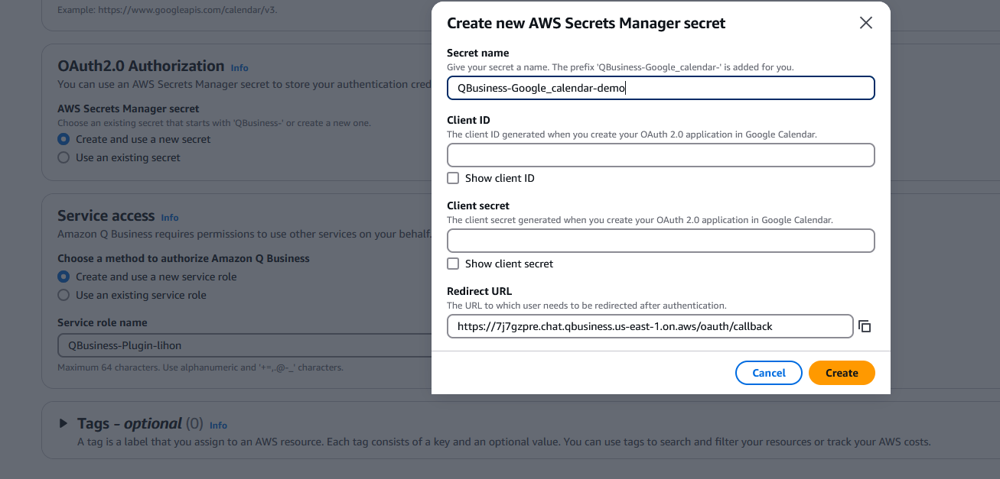 Example: https://www.googleapis.com/calendar/v3.
OAuth2.0 Authorization Info
You can use an AWS Secrets Manager secret to store your authentication cred
AWS Secrets Manager secret
Choose an existing secret that starts with 'QBusiness-' or create a new one.
Create and use a new secret
Use an existing secret
Service access Info
Amazon Q Business requires permissions to use other services on your behalf.
Choose a method to authorize Amazon Q Business
Create and use a new service role
Use an existing service role
Service role name
QBusiness-Plugin-lihon
Maximum 64 characters. Use alphanumeric and '+=,.@-_' characters.
Tags - optional (0) Info
A tag is a label that you assign to an AWS resource. Each tag consists of a key and an optional value. You can use tags to search and filter your resources or track your AWS costs.
Create new AWS Secrets Manager secret
Secret name
Give your secret a name. The prefix 'QBusiness-Google_calendar-' is added for you.
QBusiness-Google_calendar-demo
Client ID
The client ID generated when you create your OAuth 2.0 application in Google Calendar.
Show client ID
Client secret
The client secret generated when you create your OAuth 2.0 application in Google Calendar.
Show client secret
Redirect URL
The URL to which user needs to be redirected after authentication.
https://7j7gzpre.chat.qbusiness.us-east-1.on.aws/oauth/callback
Cancel
Create